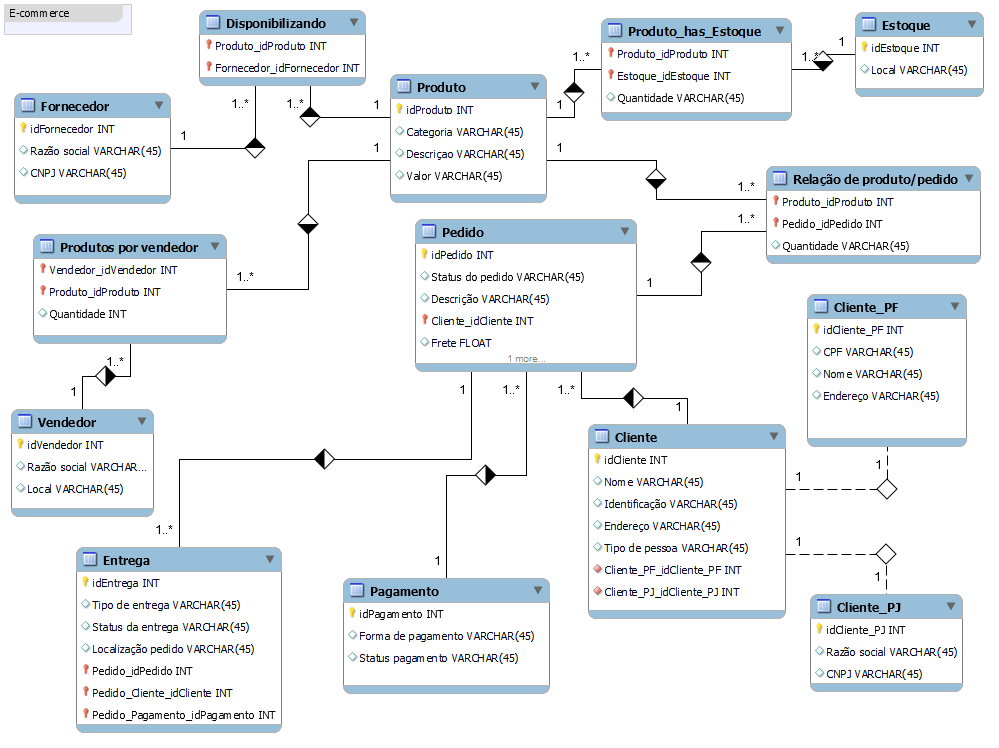 E-commerce
Disponibilizando
Produto_idProduto INT
Fornecedor_idFornecedor INT
Produto_has_Estoque
Produto_idProduto INT
Estoque_idEstoque INT
Quantidade VARCHAR(45)
Estoque
idEstoque INT
Local VARCHAR(45)
1
1..*
1..*
Fornecedor
idFornecedor INT
Razão social VARCHAR(45)
CNPJ VARCHAR(45)
1
1..*
1..*
1
Produto
idProduto INT
Categoria VARCHAR(45)
Descriçao VARCHAR(45)
Valor VARCHAR(45)
1
1
1
1..*
1..*
Relação de produto/pedido
Produto_idProduto INT
Pedido_idPedido INT
Quantidade VARCHAR(45)
Produtos por vendedor
Vendedor_idVendedor INT
Produto_idProduto INT
Quantidade INT
1..*
1..*
1
Pedido
idPedido INT
Status do pedido VARCHAR(45)
Descrição VARCHAR(45)
Cliente_idCliente INT
Frete FLOAT
1 more...
1
1
1..*
1..*
1
Cliente_PF
idCliente_PF INT
CPF VARCHAR(45)
Nome VARCHAR(45)
Endereço VARCHAR(45)
Vendedor
idVendedor INT
Razão social VARCHAR...
Local VARCHAR(45)
Cliente
idCliente INT
Nome VARCHAR(45)
Identificação VARCHAR(45)
Endereço VARCHAR(45)
Tipo de pessoa VARCHAR(45)
Cliente_PF_idCliente_PF INT
Cliente_PJ_idCliente_PJ INT
1
1
1
1
1..*
Entrega
idEntrega INT
Tipo de entrega VARCHAR(45)
Status da entrega VARCHAR(45)
Localização pedido VARCHAR(45)
Pedido_idPedido INT
Pedido_Cliente_idCliente INT
Pedido_Pagamento_idPagamento INT
1
Pagamento
idPagamento INT
Forma de pagamento VARCHAR(45)
Status pagamento VARCHAR(45)
Cliente_PJ
idCliente_PJ INT
Razão social VARCHAR(45)
CNPJ VARCHAR(45)